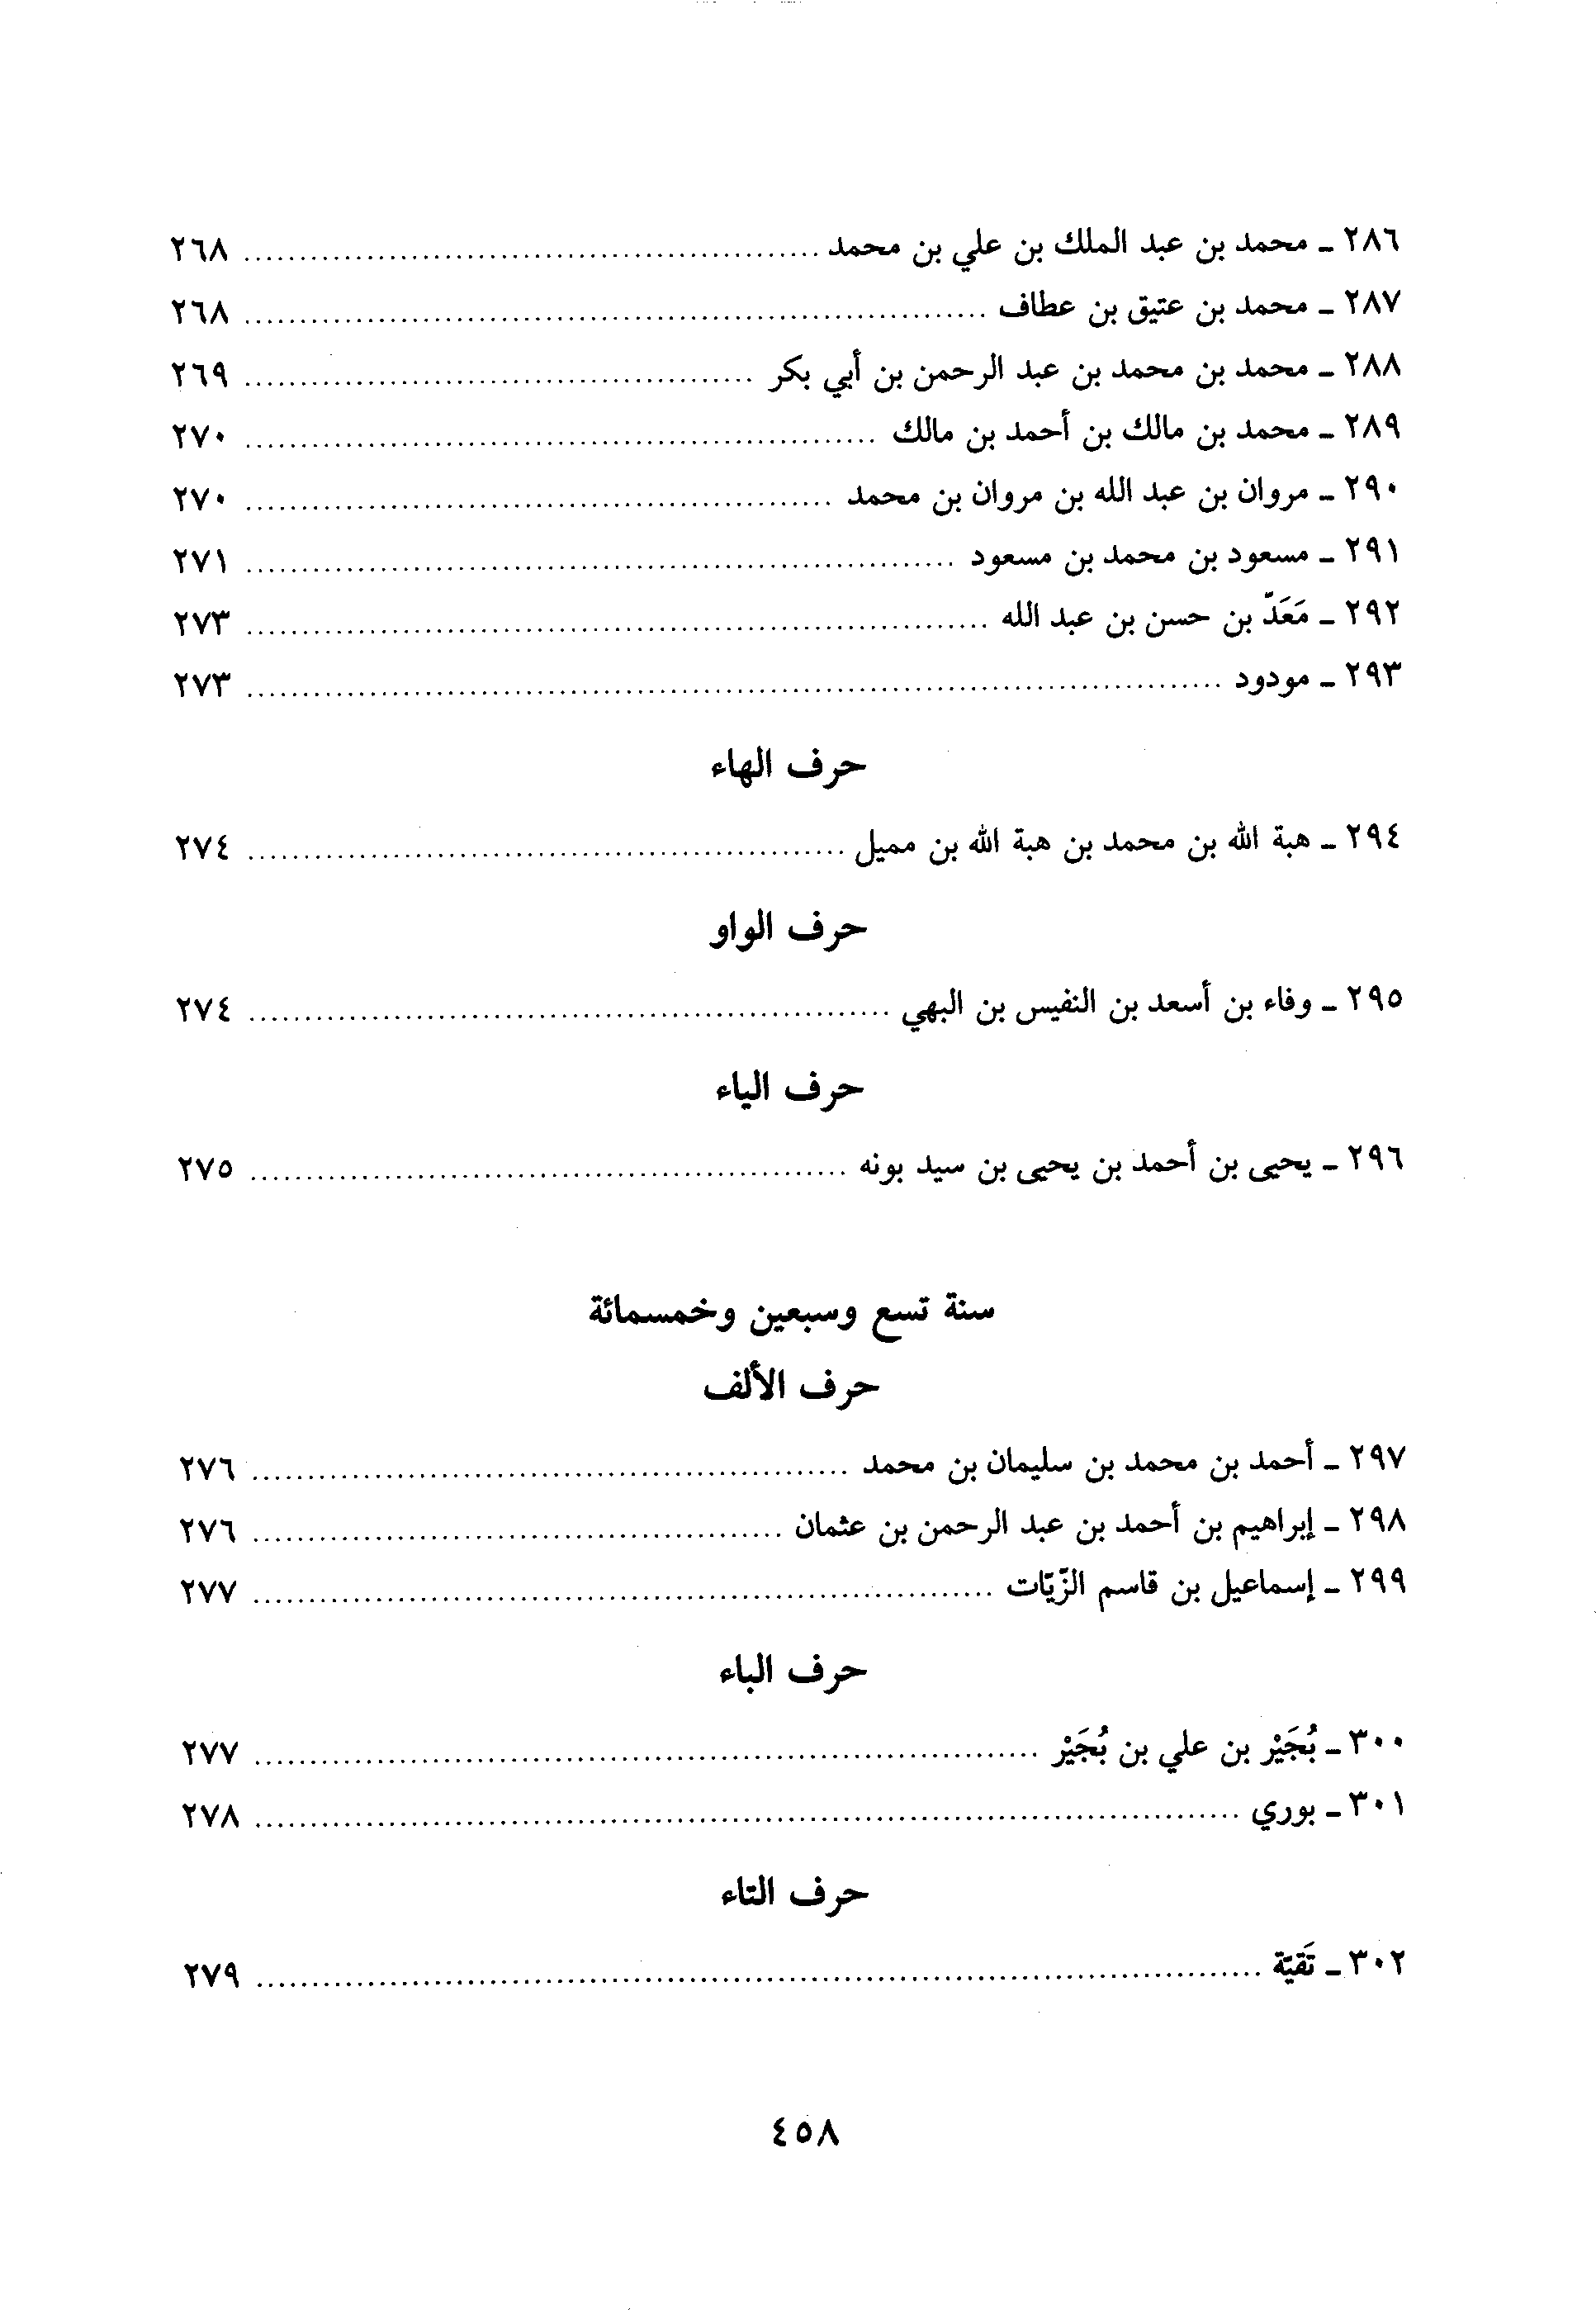 ٢٨٦ ـ محمد بن عبد الملك بن علي بن محمد ........ ٢٦٨
٢٨٧ ـ محمد بن عتيق بن عطاف ........ ٢٦٨
٢٨٨ ـ محمد بن محمد بن عبد الرحمن بن أبي بكر ........ ٢٦٩
٢٨٩ ـ محمد بن مالك بن أحمد بن مالك ........ ٢٧٠
٢٩٠ ـ مروان بن عبد الله بن مروان بن محمد ........ ٢٧٠
٢٩١ ـ مسعود بن محمد بن مسعود ........ ٢٧١
٢٩٢ ـ مَعَدّ بن حسن بن عبد الله ........ ٢٧٣
٢٩٣ ـ مودود ........ ٢٧٣
حرف الهاء
٢٩٤ ـ هبة الله بن محمد بن هبة الله بن مميل ........ ٢٧٤
حرف الواو
٢٩٥ ـ وفاء بن أسعد بن النفيس بن البهي ........ ٢٧٤
حرف الياء
٢٩٦ ـ يحيى بن أحمد بن يحيى بن سيد بونه ........ ٢٧٥
سنة تسع وسبعين وخمسمائة
حرف الألف
٢٩٧ ـ أحمد بن محمد بن سليمان بن محمد ........ ٢٧٦
٢٩٨ ـ إبراهيم بن أحمد بن عبد الرحمن بن عثمان ........ ٢٧٦
٢٩٩ ـ إسماعيل بن قاسم الزّيّات ........ ٢٧٧
حرف الباء
٣٠٠ ـ بُجَيْر بن علي بن بُجَيْر ........ ٢٧٧
٣٠١ ـ بوري ........ ٢٧٨
حرف التاء
٣٠٢ ـ تَقيّة ........ ٢٧٩
٤٥٨